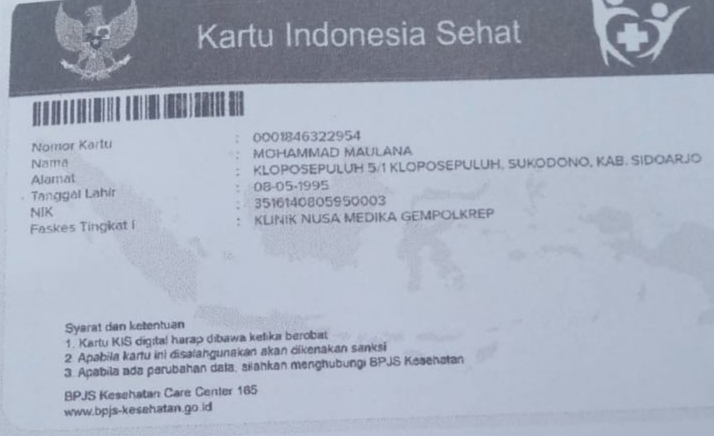 Kartu Indonesia Sehat
Nomor Kartu : 0001846322954
Nama : MOHAMMAD MAULANA
Alamat : KLOPOSEPULUH 5/1 KLOPOSEPULUH, SUKODONO, KAB. SIDOARJO
Tanggal Lahir : 08-05-1995
NIK : 3516140805950003
Faskes Tingkat I : KLINIK NUSA MEDIKA GEMPOLKREP
Syarat dan ketentuan
1. Kartu KIS digital harap dibawa ketika berobat
2 Apabila kartu ini disalahgunakan akan dikenakan sanksi
3. Apabila ada perubahan data, silahkan menghubungi BPJS Kesehatan
BPJS Kesehatan Care Center 165
www.bpjs-kesehatan.go.id